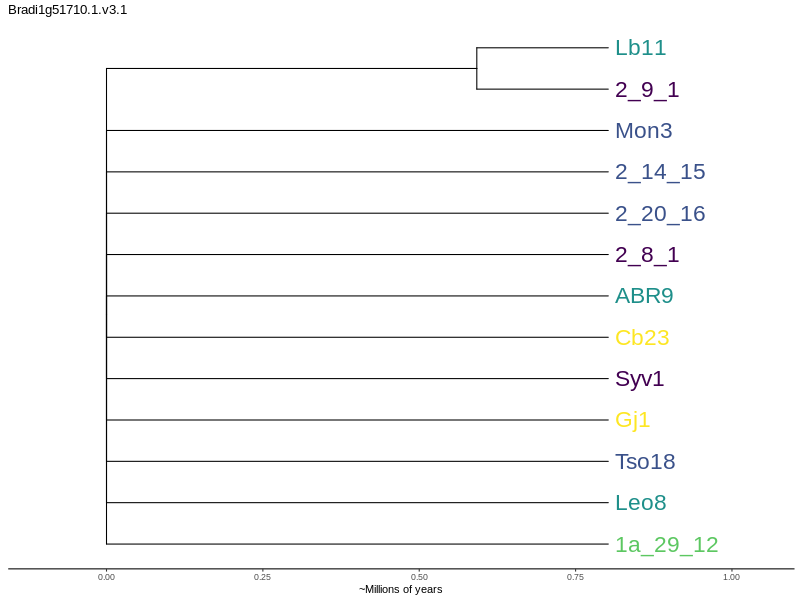 Bradi1g51710.1.v3.1
Lb11
2_9_1
Mon3
2_14_15
2_20_16
2_8_1
ABR9
Cb23
Syv1
Gj1
Tso18
Leo8
1a_29_12
0.00 0.25 0.50 0.75 1.00
~Millions of years